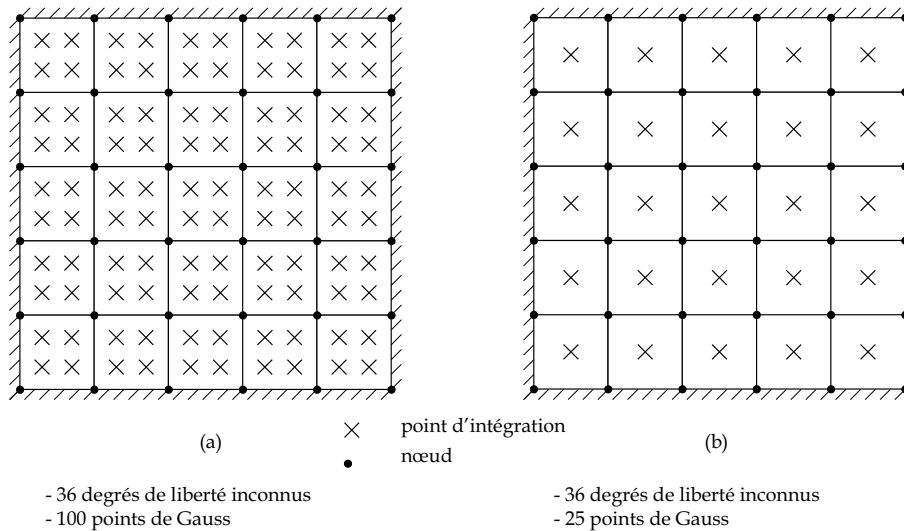 (a)
point d'intégration
nœud
(b)
- 36 degrés de liberté inconnus
- 100 points de Gauss
- 36 degrés de liberté inconnus
- 25 points de Gauss